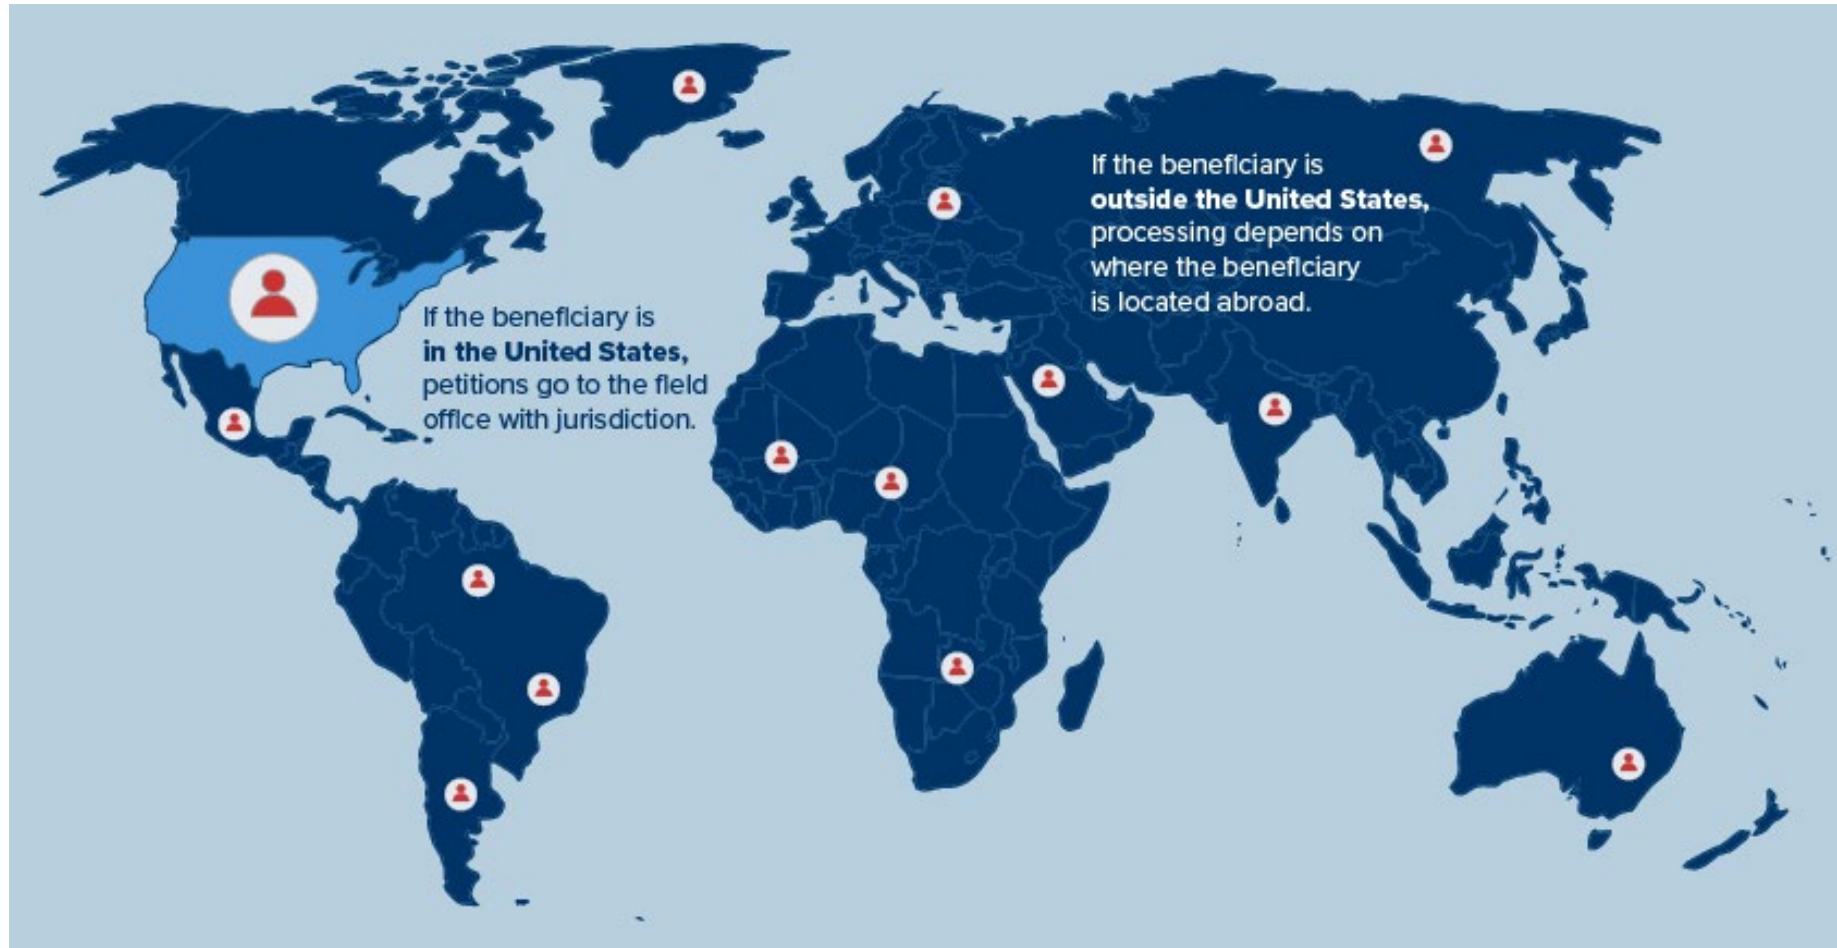 If the beneficiary is
in the United States,
petitions go to the field
office with jurisdiction.
If the beneficiary is
outside the United States,
processing depends on
where the beneficiary
is located abroad.